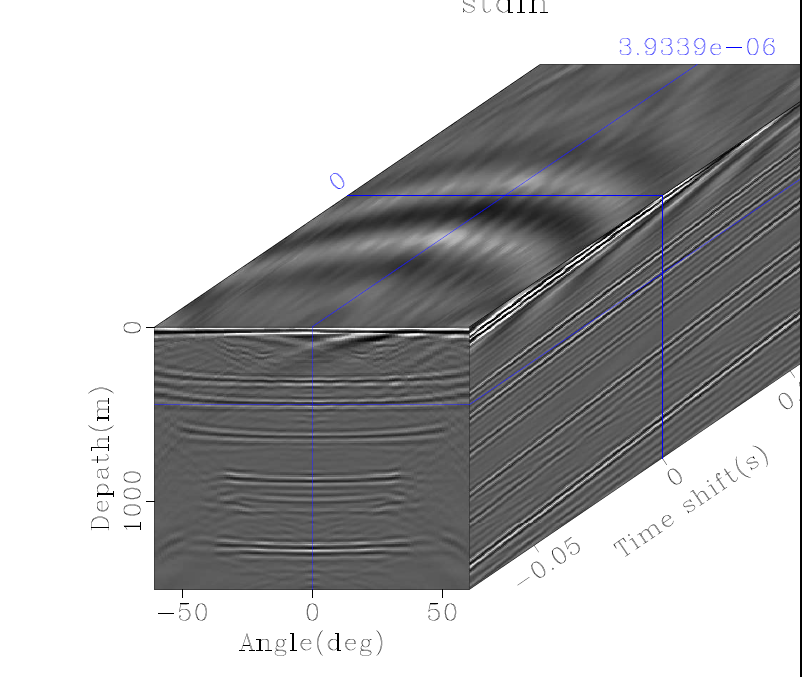 stdin
3.9339e−06
0
0
Depath(m)
1000
−50 0 50
Angle(deg)
−0.05
0
Time shift(s)